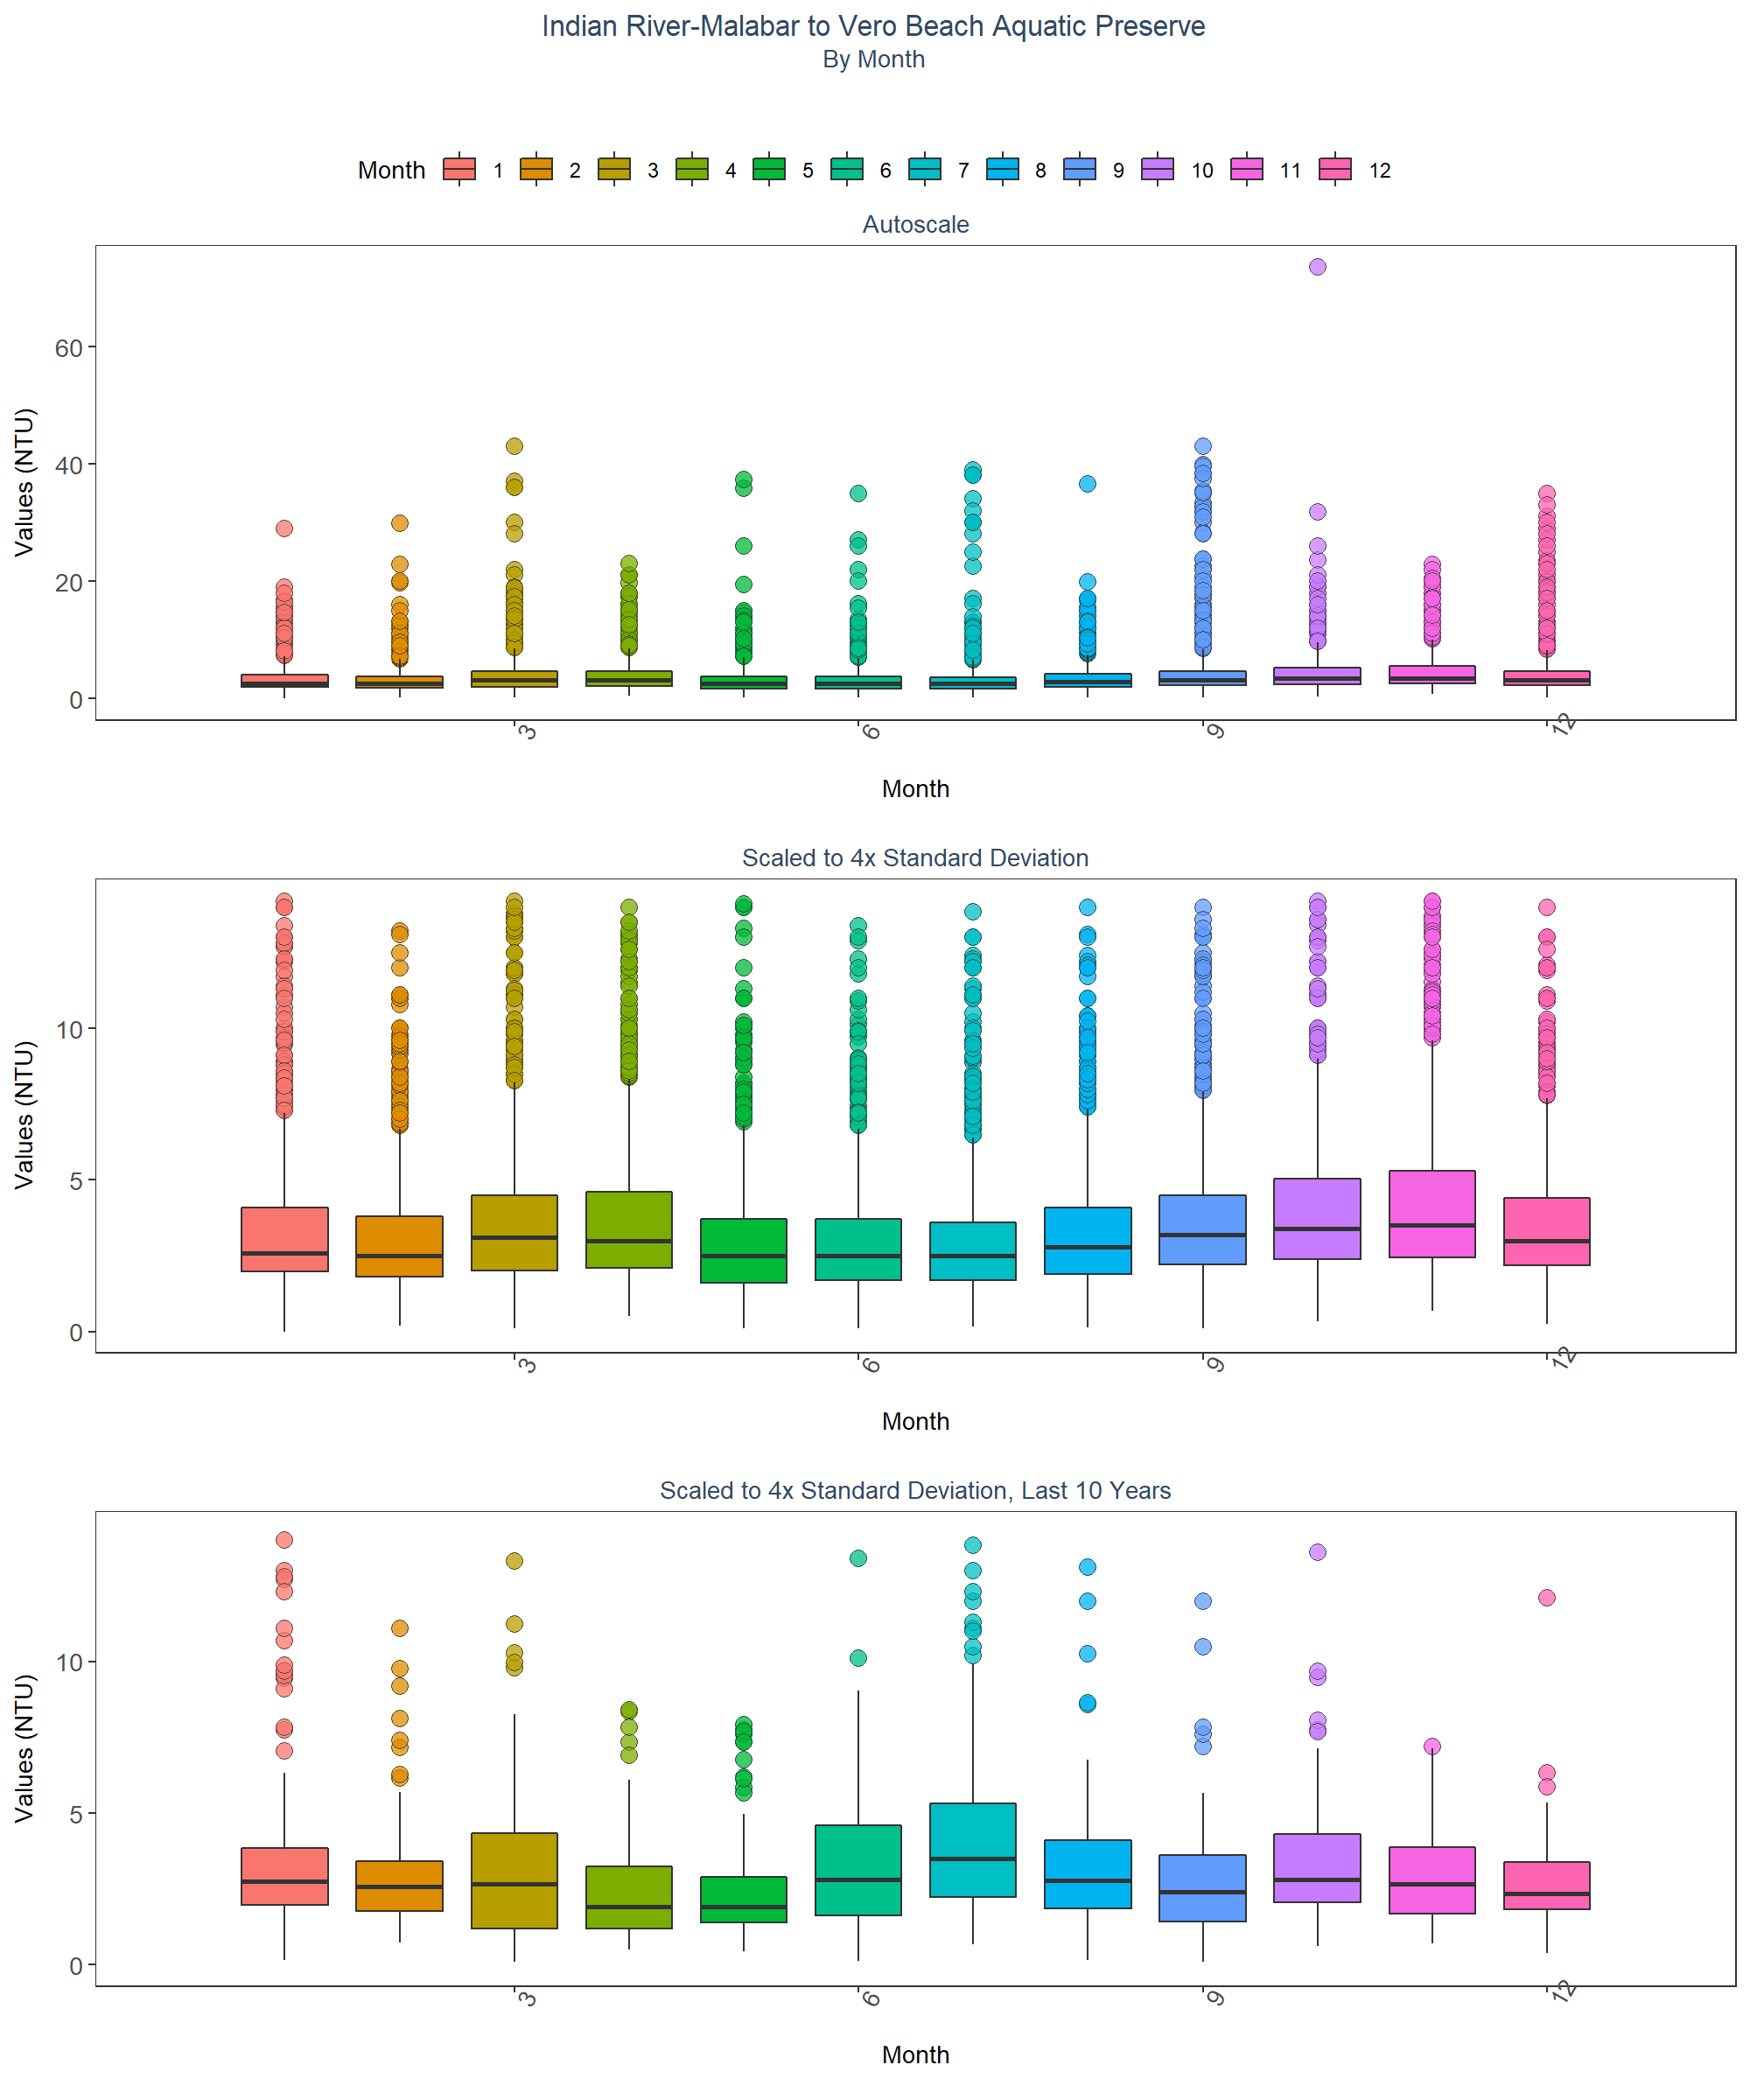 Indian River-Malabar to Vero Beach Aquatic Preserve
By Month
Month 1 2 3 4 5 6 7 8 9 10 11 12
Autoscale
Values (NTU)
60
40
20
0
3 6 9 12
Month
Scaled to 4x Standard Deviation
Values (NTU)
10
5
0
3 6 9 12
Month
Scaled to 4x Standard Deviation, Last 10 Years
Values (NTU)
10
5
0
3 6 9 12
Month